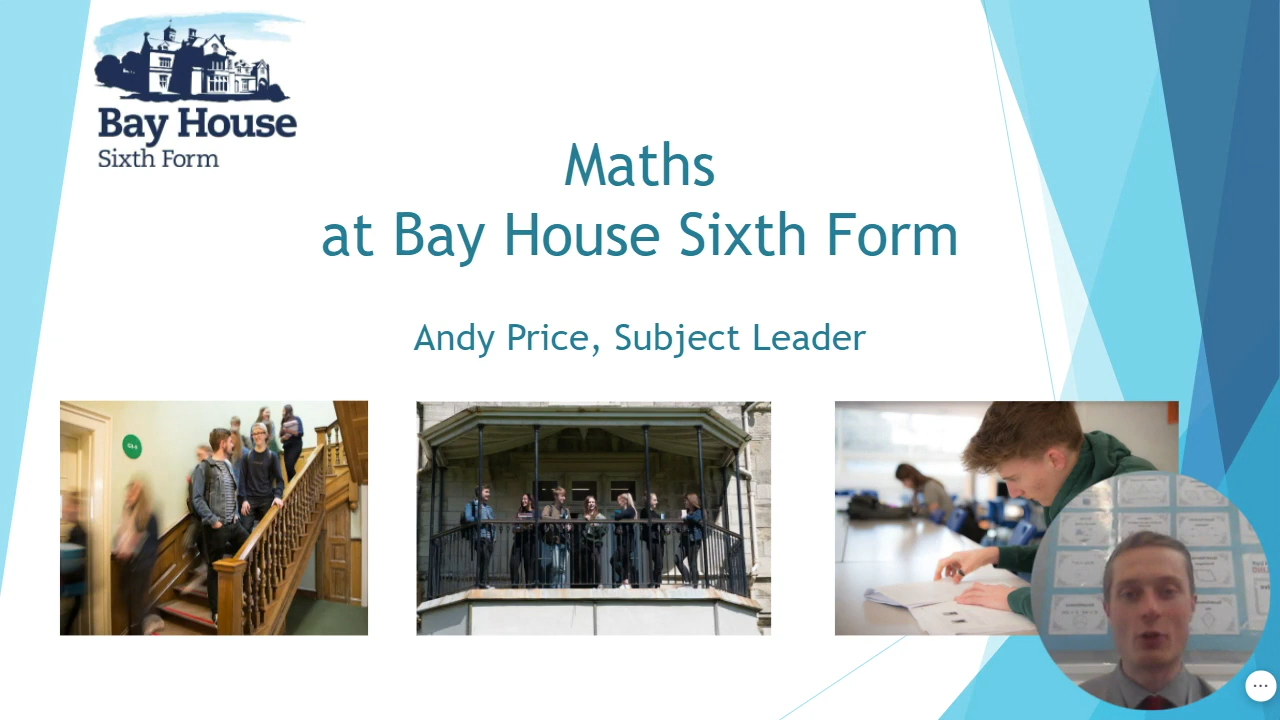 Bay House
Sixth Form
Maths
at Bay House Sixth Form
Andy Price, Subject Leader